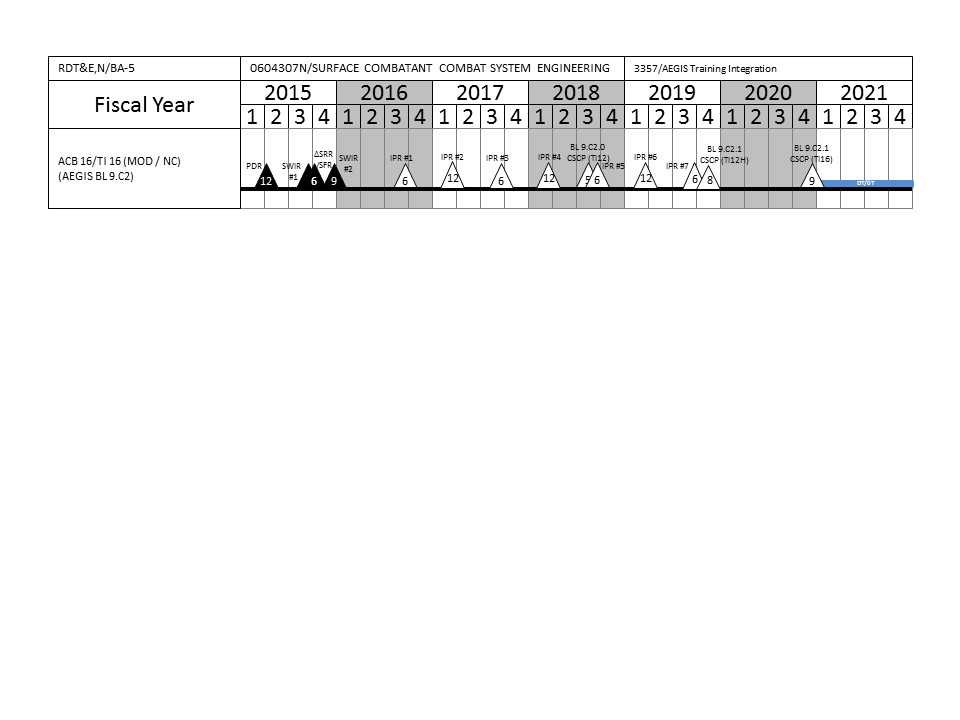 RDT&E,N/BA-5
0604307N/SURFACE COMBATANT COMBAT SYSTEM ENGINEERING
3357/AEGIS Training Integration
Fiscal Year
2015 2016 2017 2018 2019 2020 2021
1 2 3 4 1 2 3 4 1 2 3 4 1 2 3 4 1 2 3 4 1 2 3 4 1 2 3 4
ACB 16/TI 16 (MOD / NC)
(AEGIS BL 9.C2)
PDR
12
SWIR
#1
ΔSRR
/SFR
6
9
SWIR
#2
IPR #1
6
IPR #2
12
IPR #3
6
IPR #4
12
BL 9.C2.0
CSCP (TI12)
5
6
IPR #5
IPR #6
12
IPR #7
6
BL 9.C2.1
CSCP (TI12H)
8
BL 9.C2.1
CSCP (TI16)
9
DT/OT